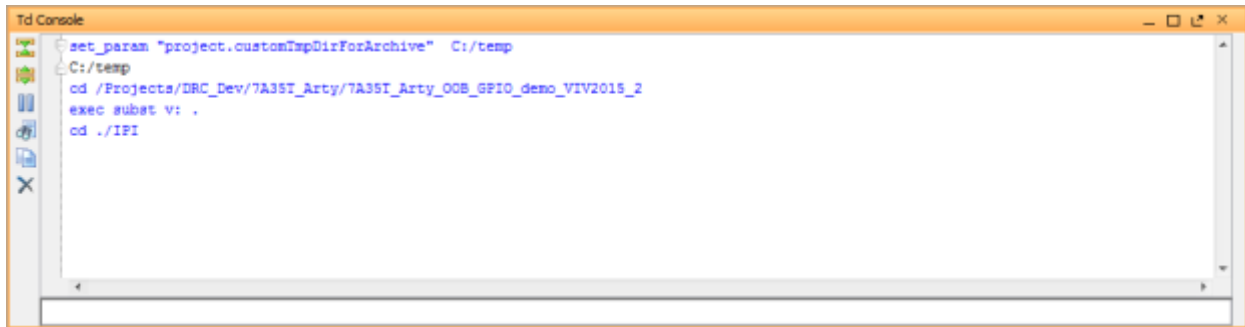 Tcl Console
set_param "project.customTmpDirForArchive" C:/temp
C:/temp
cd /Projects/DRC_Dev/7A35T_Arty/7A35T_Arty_OOB_GPIO_demo_VIV2015_2
exec subst v: .
cd ./IPI